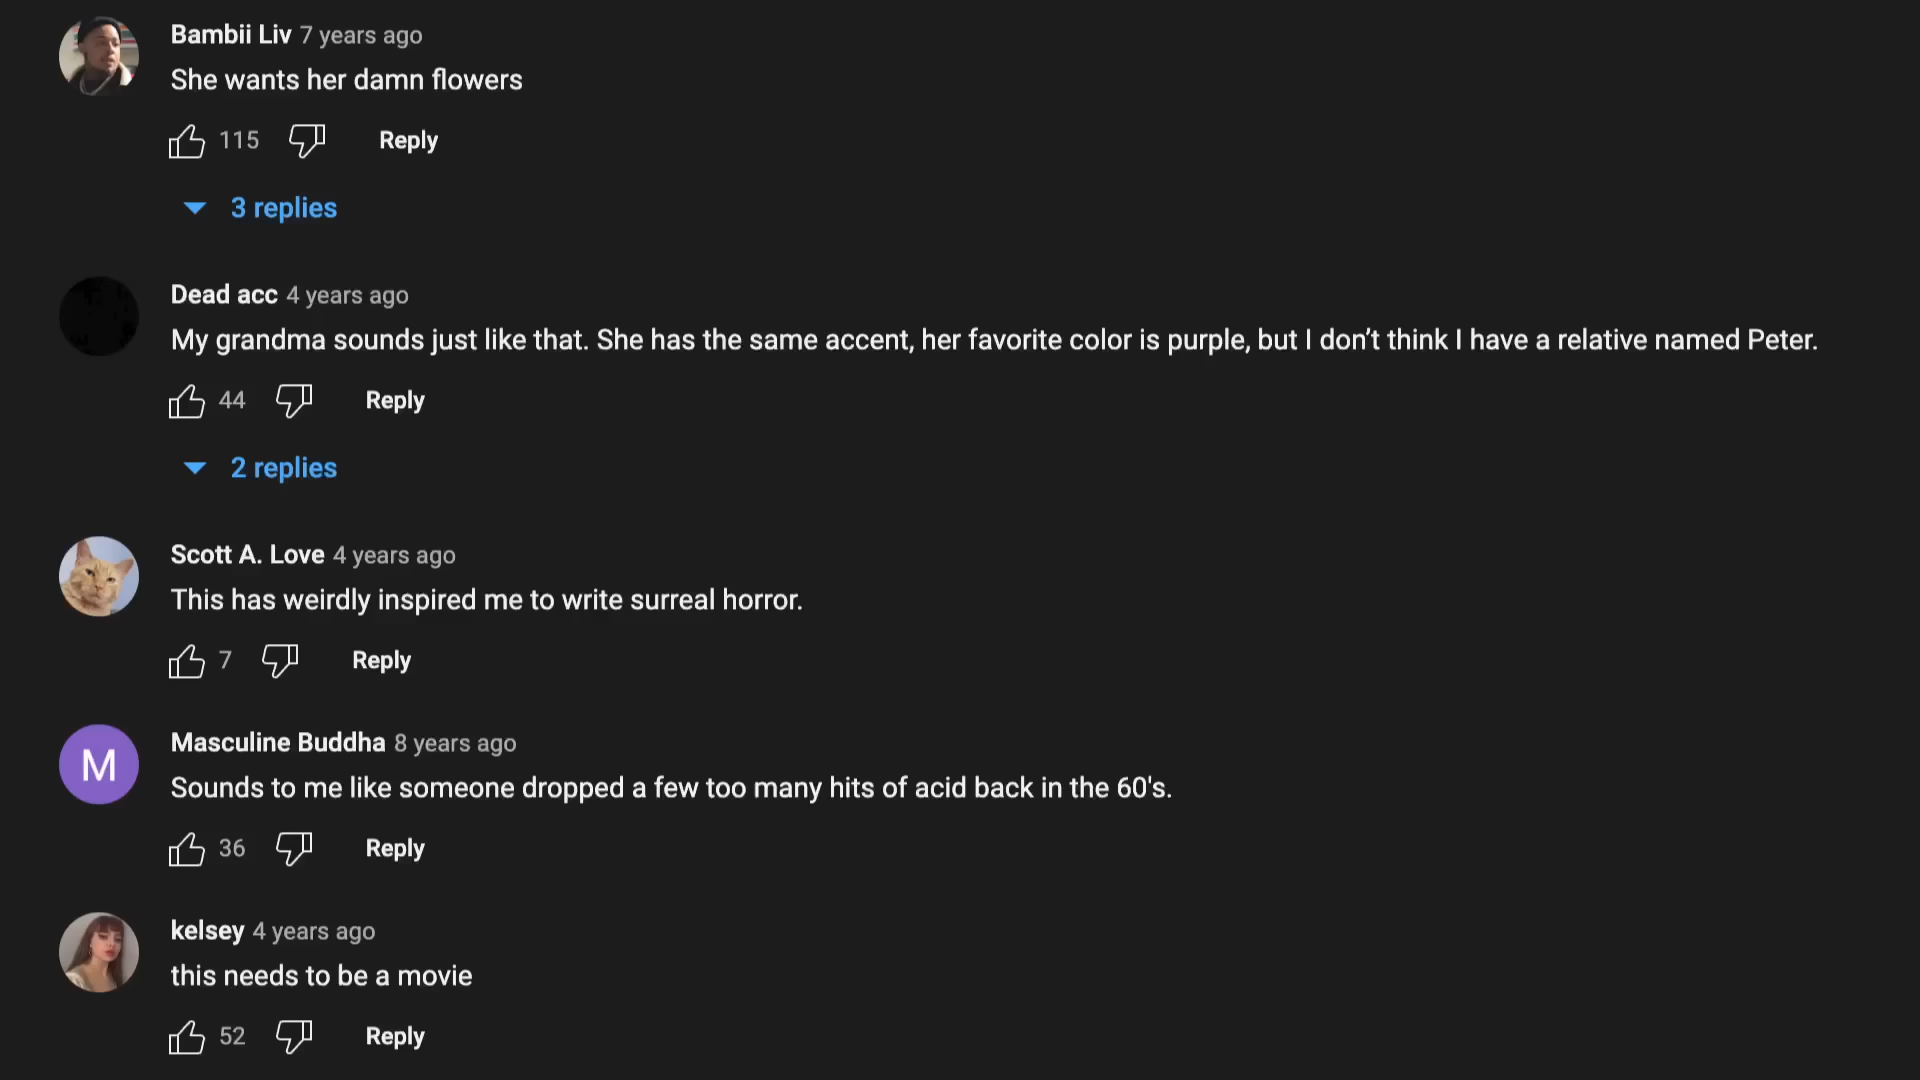 Bambii Liv 7 years ago
She wants her damn flowers
115 Reply
3 replies
Dead acc 4 years ago
My grandma sounds just like that. She has the same accent, her favorite color is purple, but I don’t think I have a relative named Peter.
44 Reply
2 replies
Scott A. Love 4 years ago
This has weirdly inspired me to write surreal horror.
7 Reply
M
Masculine Buddha 8 years ago
Sounds to me like someone dropped a few too many hits of acid back in the 60's.
36 Reply
kelsey 4 years ago
this needs to be a movie
52 Reply